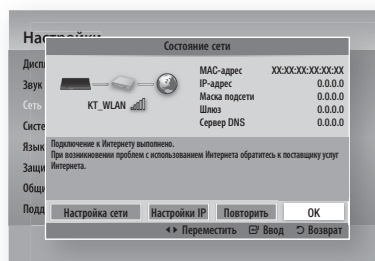 Настройки
Состояние сети
Дисп
Звук
Сеть
Систе
Язык
Защи
Общи
Подд
KT_WLAN
MAC-адрес XX:XX:XX:XX:XX:XX
IP-адрес 0.0.0.0
Маска подсети 0.0.0.0
Шлюз 0.0.0.0
Сервер DNS 0.0.0.0
Подключение к Интернету выполнено.
При возникновении проблем с использованием Интернета обратитесь к поставщику услуг
Интернета.
Настройка сети Настройки IP Повторить OK
Переместить Ввод Возврат